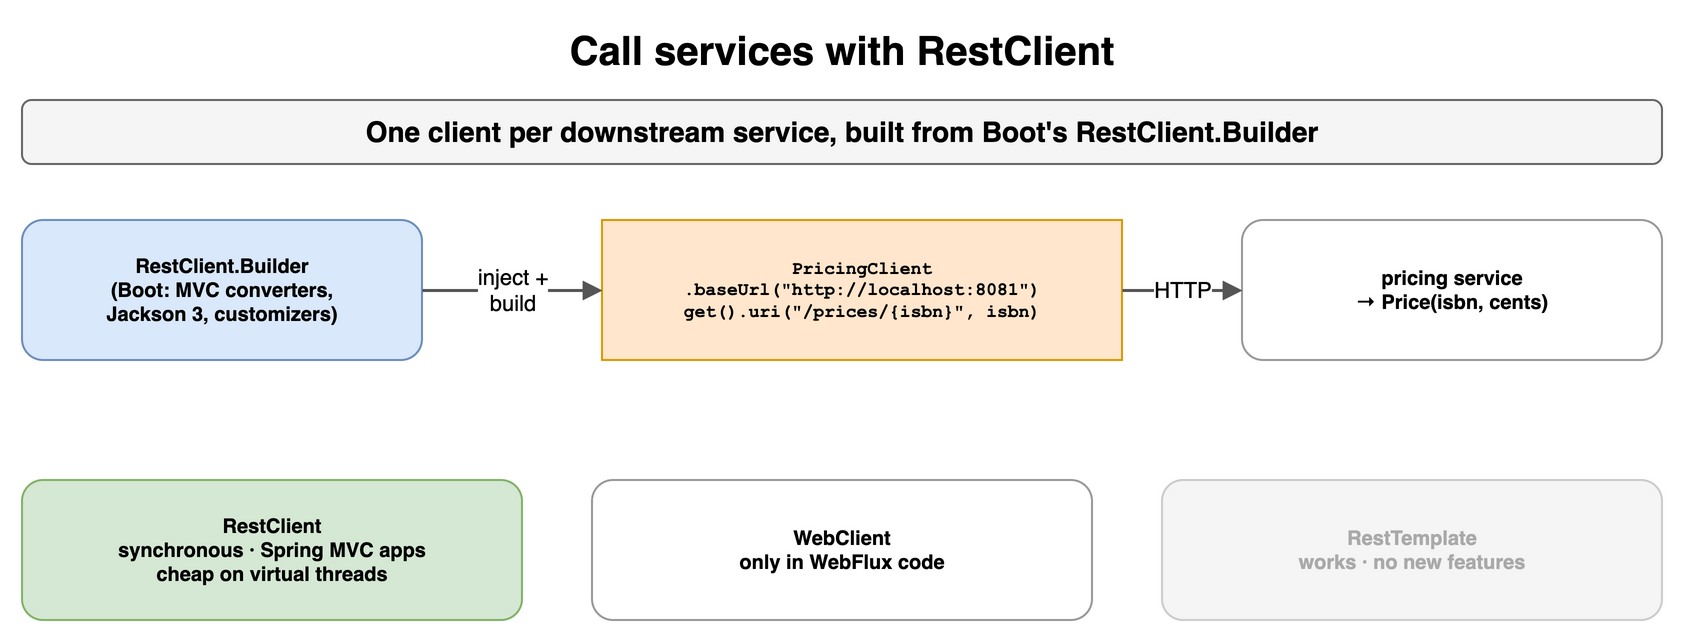 Call services with RestClient
One client per downstream service, built from Boot's RestClient.Builder
RestClient.Builder
(Boot: MVC converters,
Jackson 3, customizers)
inject +
build
PricingClient
.baseUrl("http://localhost:8081")
get().uri("/prices/{isbn}", isbn)
HTTP
pricing service
→ Price(isbn, cents)
RestClient
synchronous · Spring MVC apps
cheap on virtual threads
WebClient
only in WebFlux code
RestTemplate
works · no new features